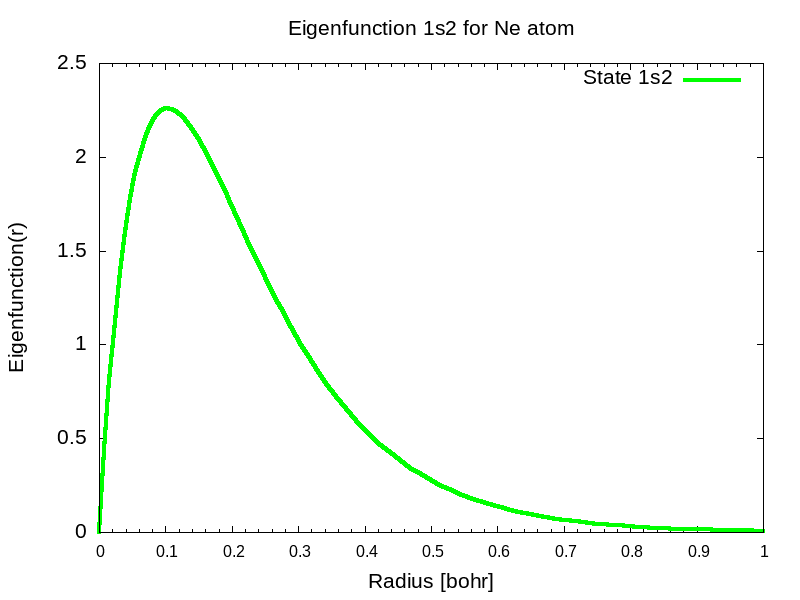 Eigenfunction 1s2 for Ne atom
State 1s2
Eigenfunction(r)
2.5
2
1.5
1
0.5
0
0 0.1 0.2 0.3 0.4 0.5 0.6 0.7 0.8 0.9 1
Radius [bohr]